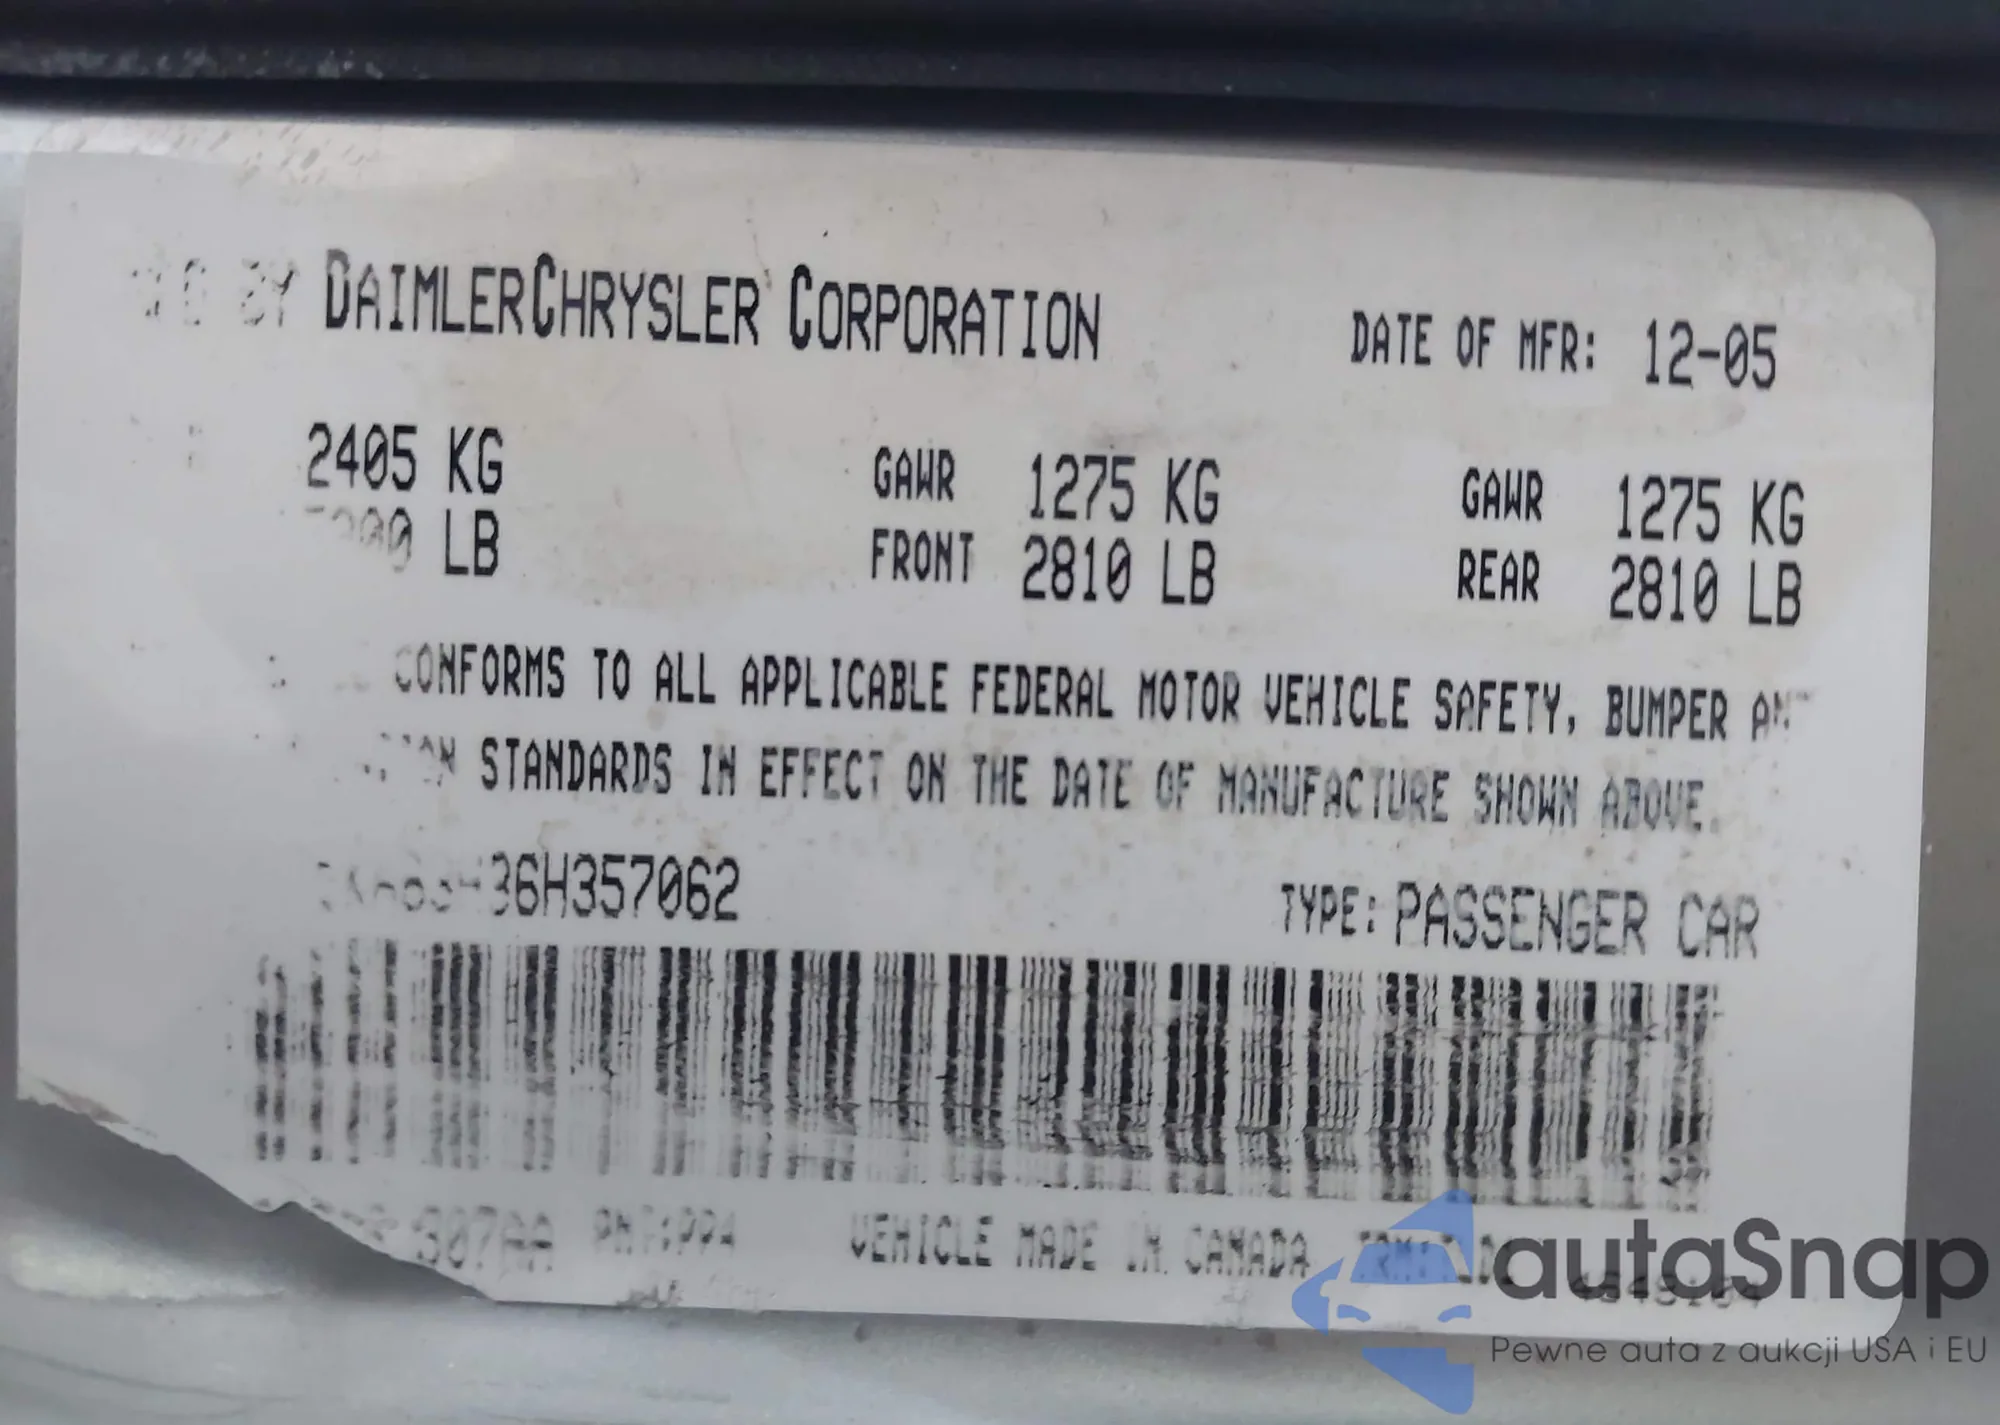 BY DAIMLERCHRYSLER CORPORATION DATE OF MFR: 12-05
2405 KG GAWR 1275 KG GAWR 1275 KG
LB FRONT 2810 LB REAR 2810 LB
CONFORMS TO ALL APPLICABLE FEDERAL MOTOR VEHICLE SAFETY, BUMPER
STANDARDS IN EFFECT ON THE DATE OF MANUFACTURE SHOWN ABOVE.
36H357062 TYPE: PASSENGER CAR
307AA VEHICLE MADE IN CANADA
autaSnap
Pewne auta z aukcji USA i EU